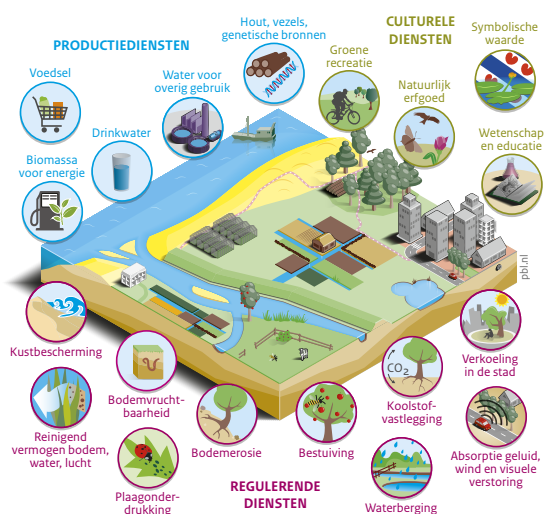 PRODUCTIEDIENSTEN
Voedsel
Biomassa
voor energie
Drinkwater
Water voor
overig gebruik
Hout, vezels,
genetische bronnen
CULTURELE
DIENSTEN
Groene
recreatie
Natuurlijk
erfgoed
Symbolische
waarde
Wetenschap
en educatie
pbl.nl
Kustbescherming
Reinigend
vermogen bodem,
water, lucht
Bodemvrucht-
baarheid
Plaagonder-
drukking
Bodemerosie
REGULERENDE
DIENSTEN
Bestuiving
CO2
Koolstof-
vastlegging
Waterberging
Verkoeling
in de stad
Absorptie geluid,
wind en visuele
verstoring